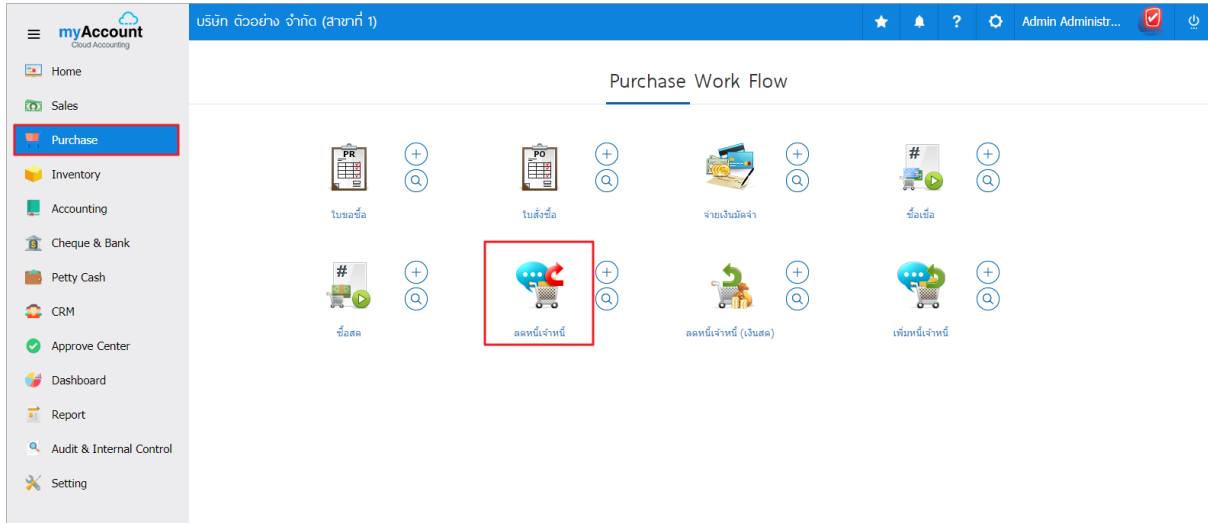 myAccount
Cloud Accounting
บริษัท ตัวอย่าง จำกัด (สาขาที่ 1)
Admin Administr...
Home
Sales
Purchase
Inventory
Accounting
Cheque & Bank
Petty Cash
CRM
Approve Center
Dashboard
Report
Audit & Internal Control
Setting
Purchase Work Flow
PR
PO
#
ใบขอซื้อ
ใบสั่งซื้อ
จ่ายเงินมัดจำ
ซื้อเชื่อ
#
ซื้อสด
ลดหนี้เจ้าหนี้
ลดหนี้เจ้าหนี้ (เงินสด)
เพิ่มหนี้เจ้าหนี้